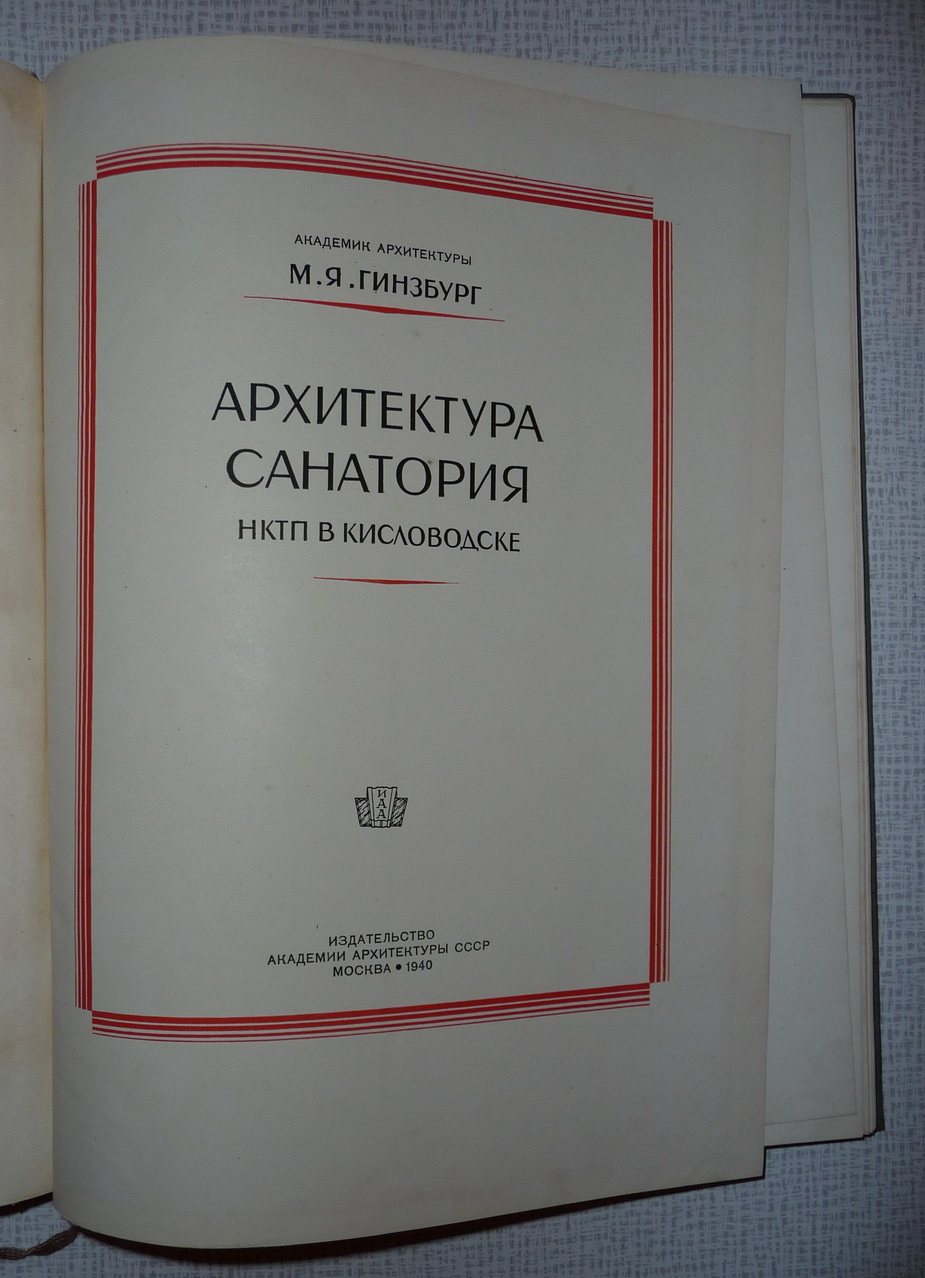 АКАДЕМИК АРХИТЕКТУРЫ
М.Я.ГИНЗБУРГ
АРХИТЕКТУРА
САНАТОРИЯ
НКТП В КИСЛОВОДСКЕ
ИАА
ИЗДАТЕЛЬСТВО
АКАДЕМИИ АРХИТЕКТУРЫ СССР
МОСКВА • 1940